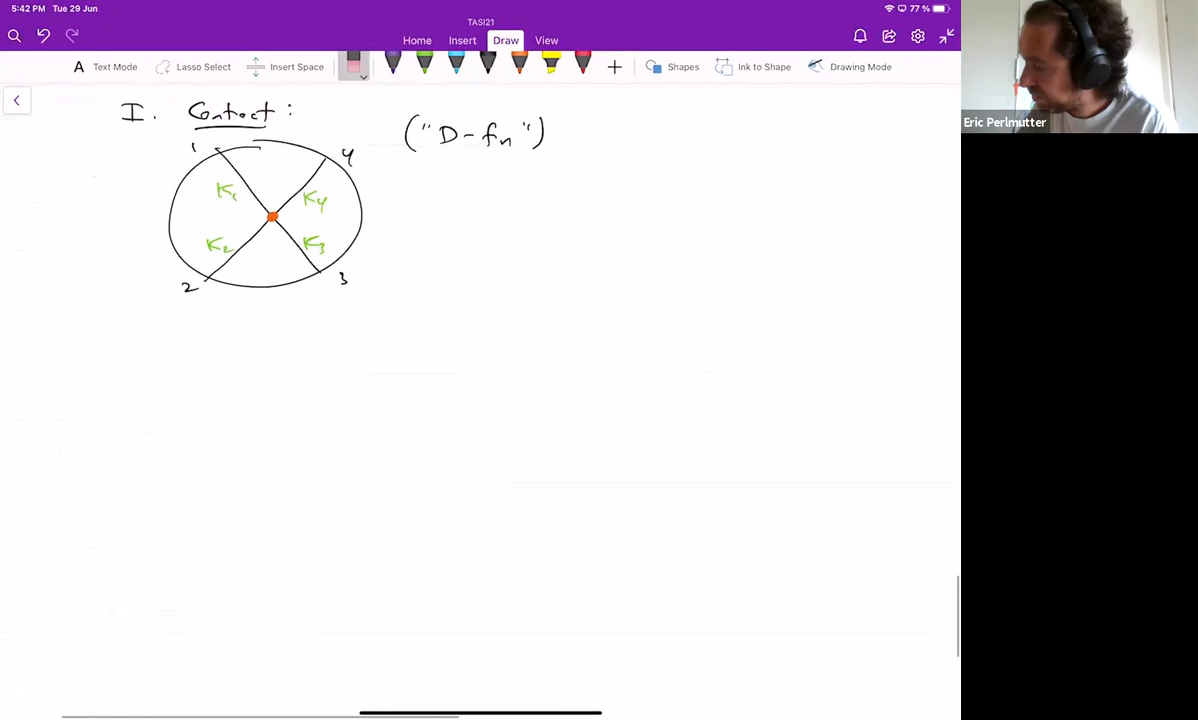 5:42 PM Tue 29 Jun
77 %
TASI21
Home Insert Draw View
A Text Mode Lasso Select Insert Space Shapes Ink to Shape Drawing Mode
I. Contact :
("D-fn")
1 4
K1 K4
K2 K3
2 3
Eric Perlmutter